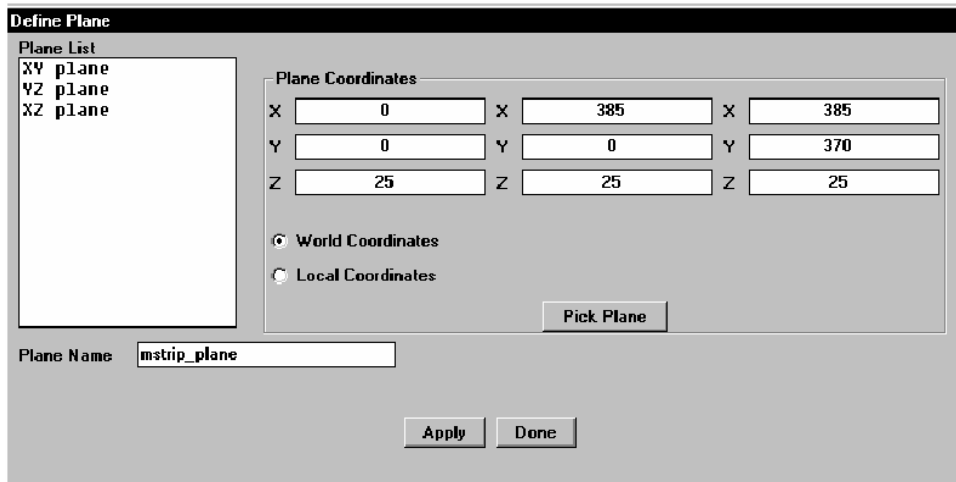 Define Plane
Plane List
XY plane
YZ plane
XZ plane
Plane Coordinates
X 0 X 385 X 385
Y 0 Y 0 Y 370
Z 25 Z 25 Z 25
World Coordinates
Local Coordinates
Pick Plane
Plane Name mstrip_plane
Apply Done